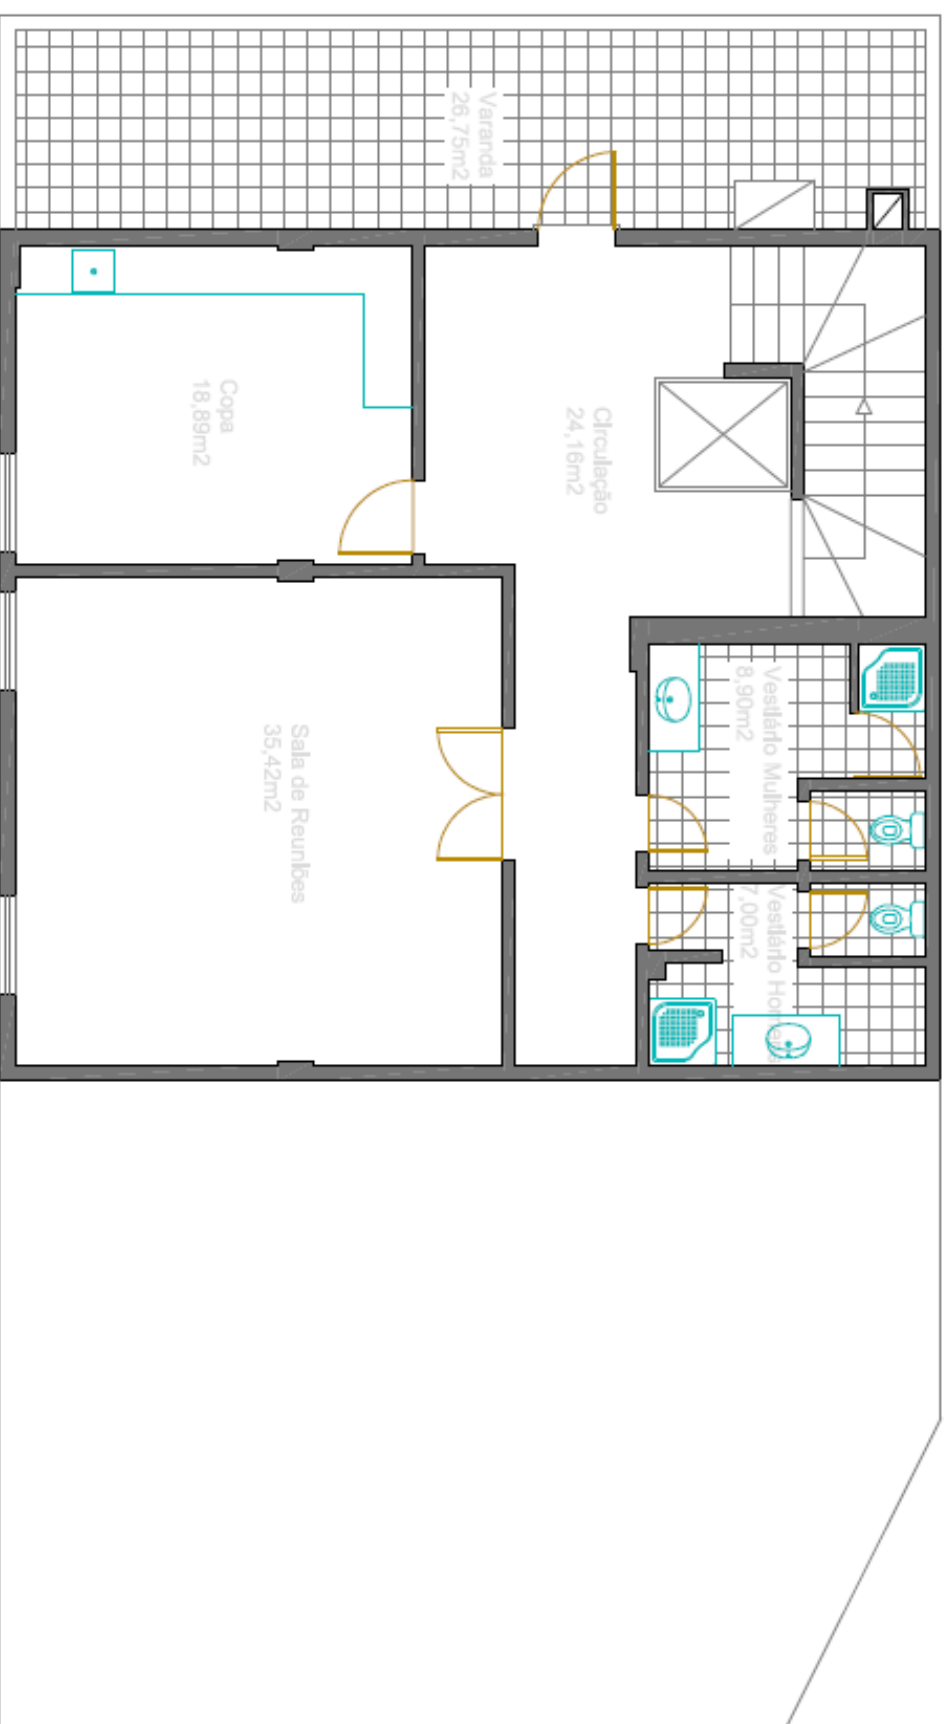 Varanda
26,75m2
Copa
18,89m2
Circulação
24,16m2
Sala de Reuniões
35,42m2
Vestiário Mulheres
8,90m2
Vestiário Homens
7,00m2